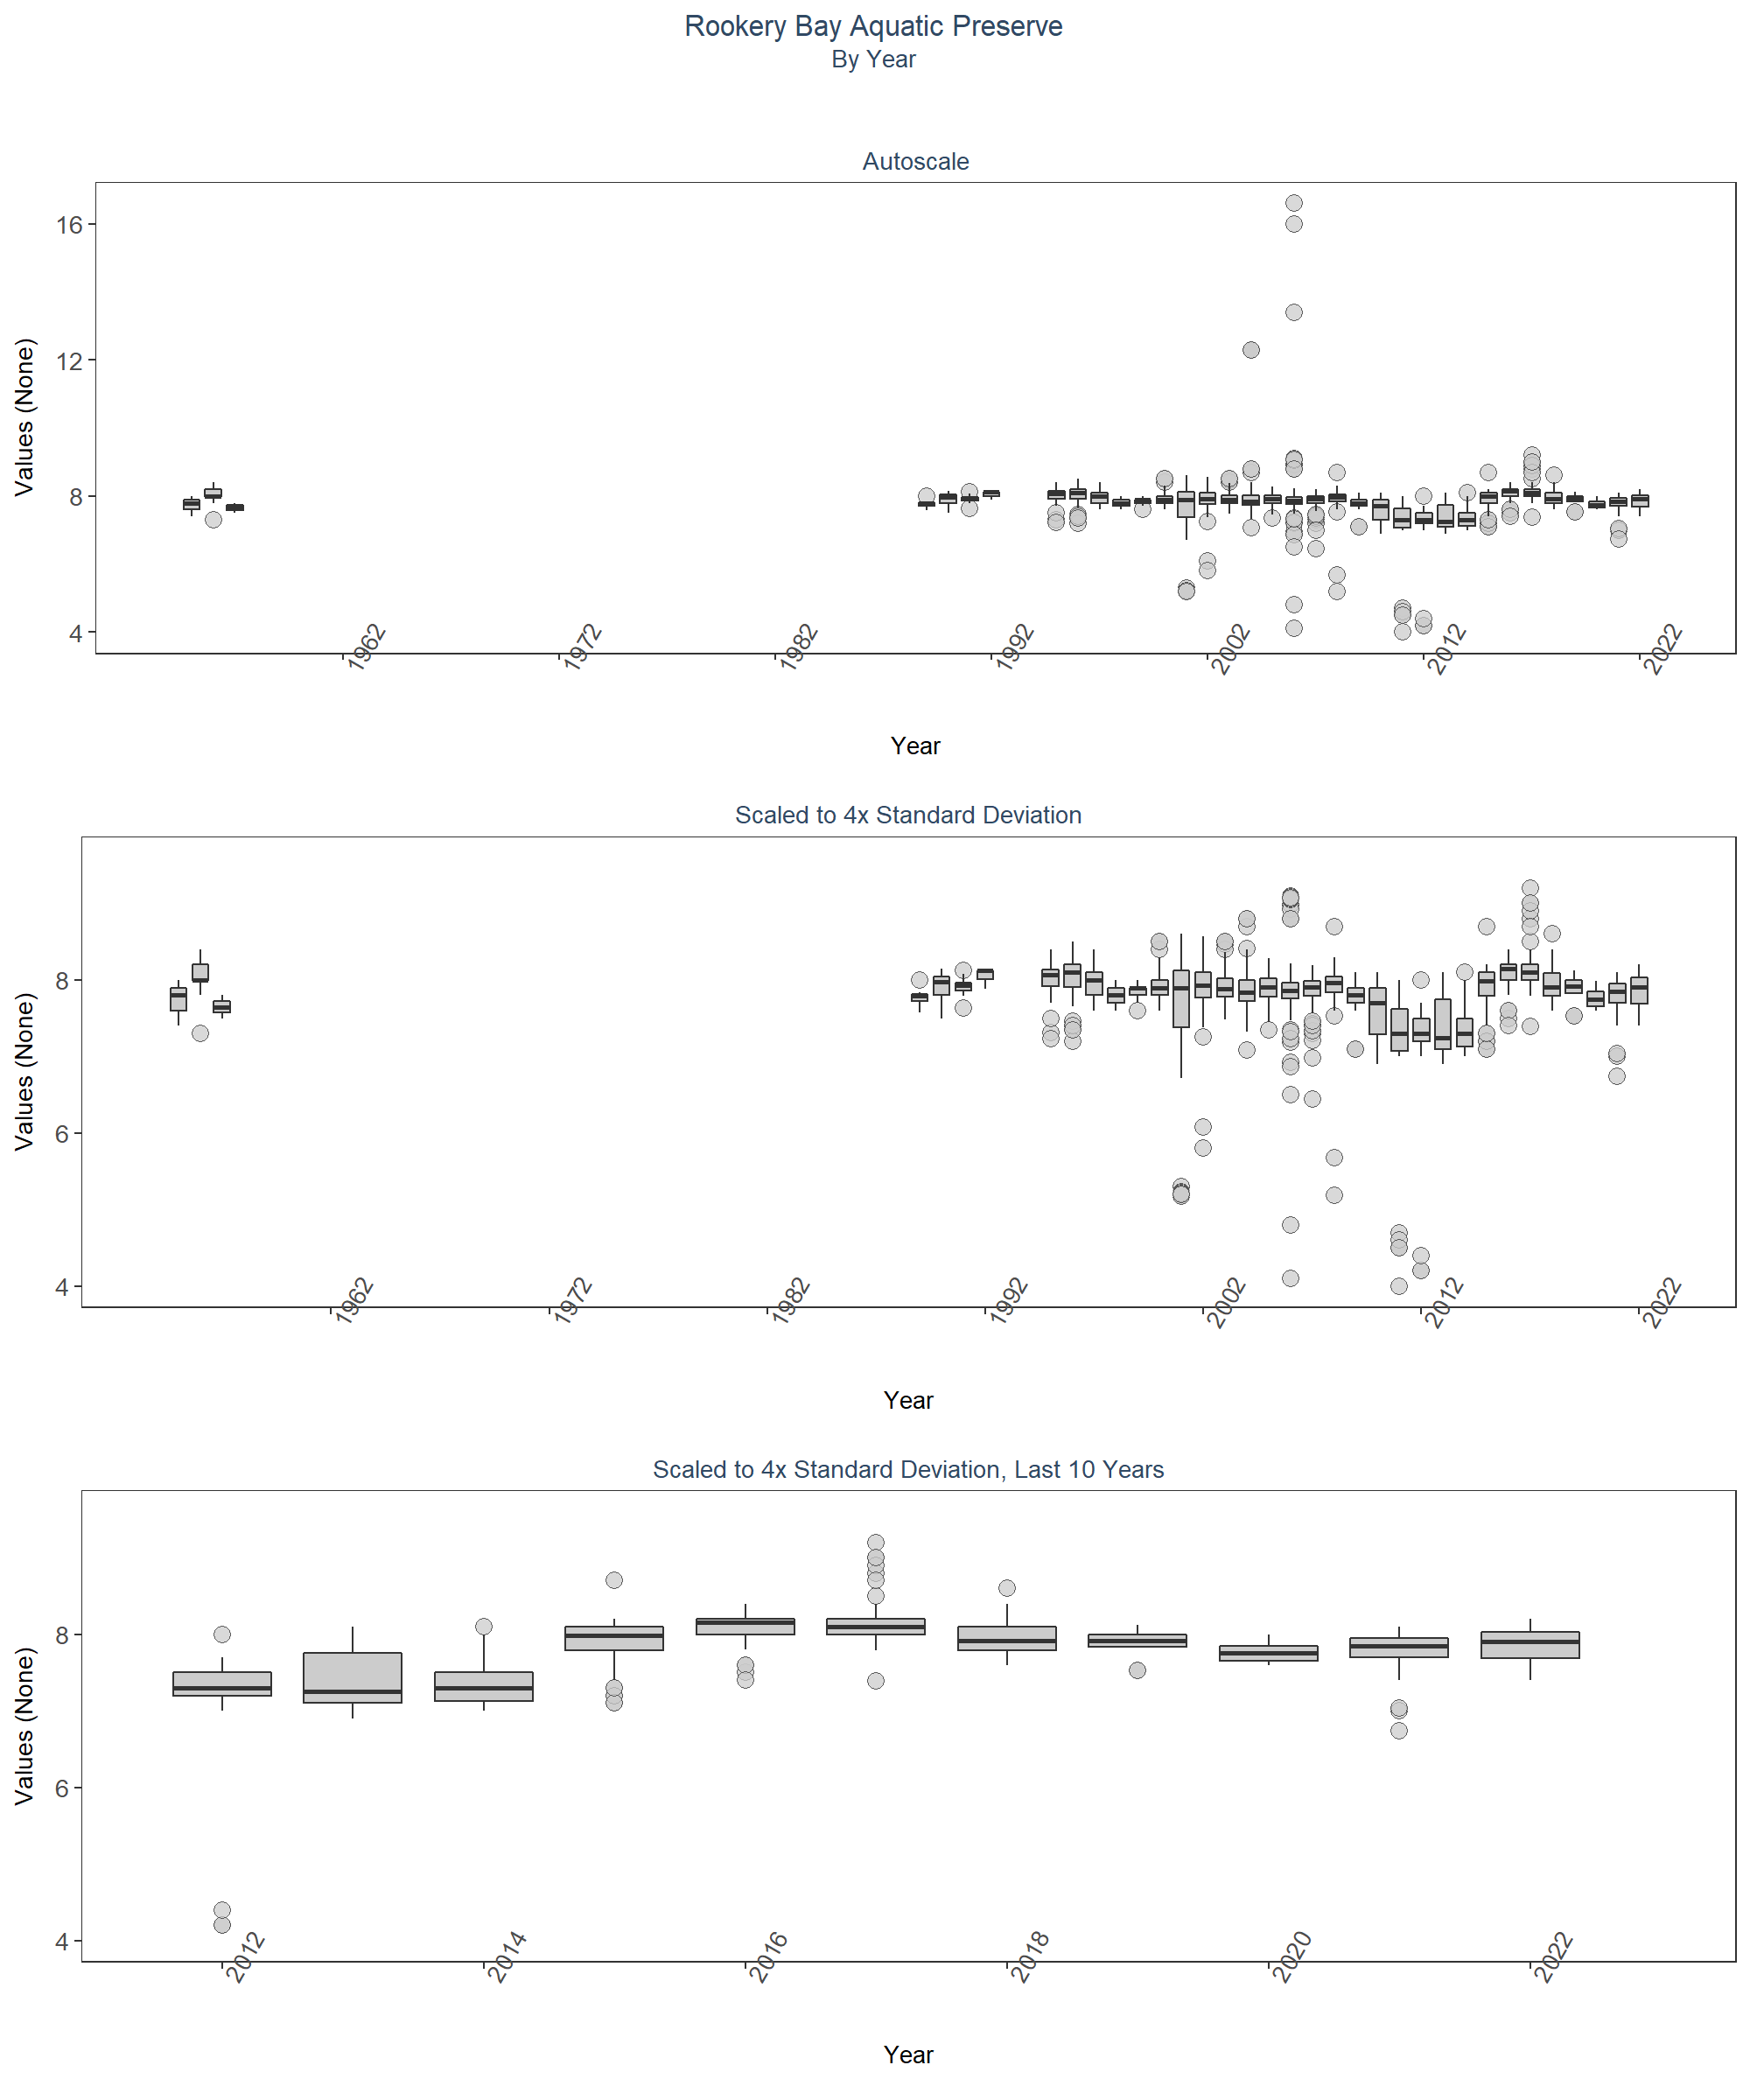 Rookery Bay Aquatic Preserve
By Year
Autoscale
Values (None)
16
12
8
4
1962 1972 1982 1992 2002 2012 2022
Year
Scaled to 4x Standard Deviation
Values (None)
8
6
4
1962 1972 1982 1992 2002 2012 2022
Year
Scaled to 4x Standard Deviation, Last 10 Years
Values (None)
8
6
4
2012 2014 2016 2018 2020 2022
Year